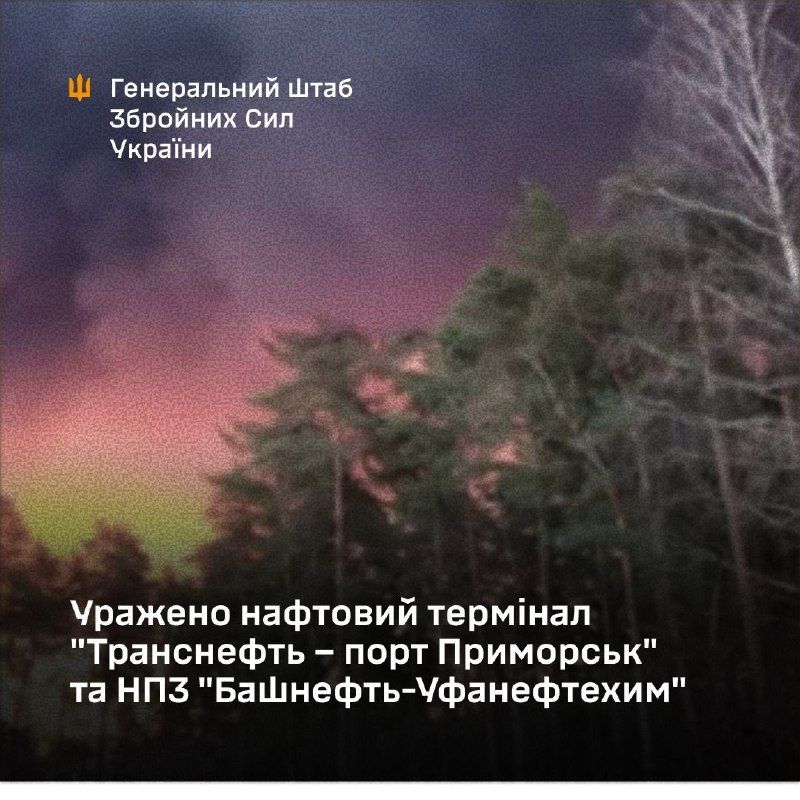 Генеральний штаб
Збройних Сил
України
Уражено нафтовий термінал
"Транснефть – порт Приморськ"
та НПЗ "Башнефть-Уфанефтехим"